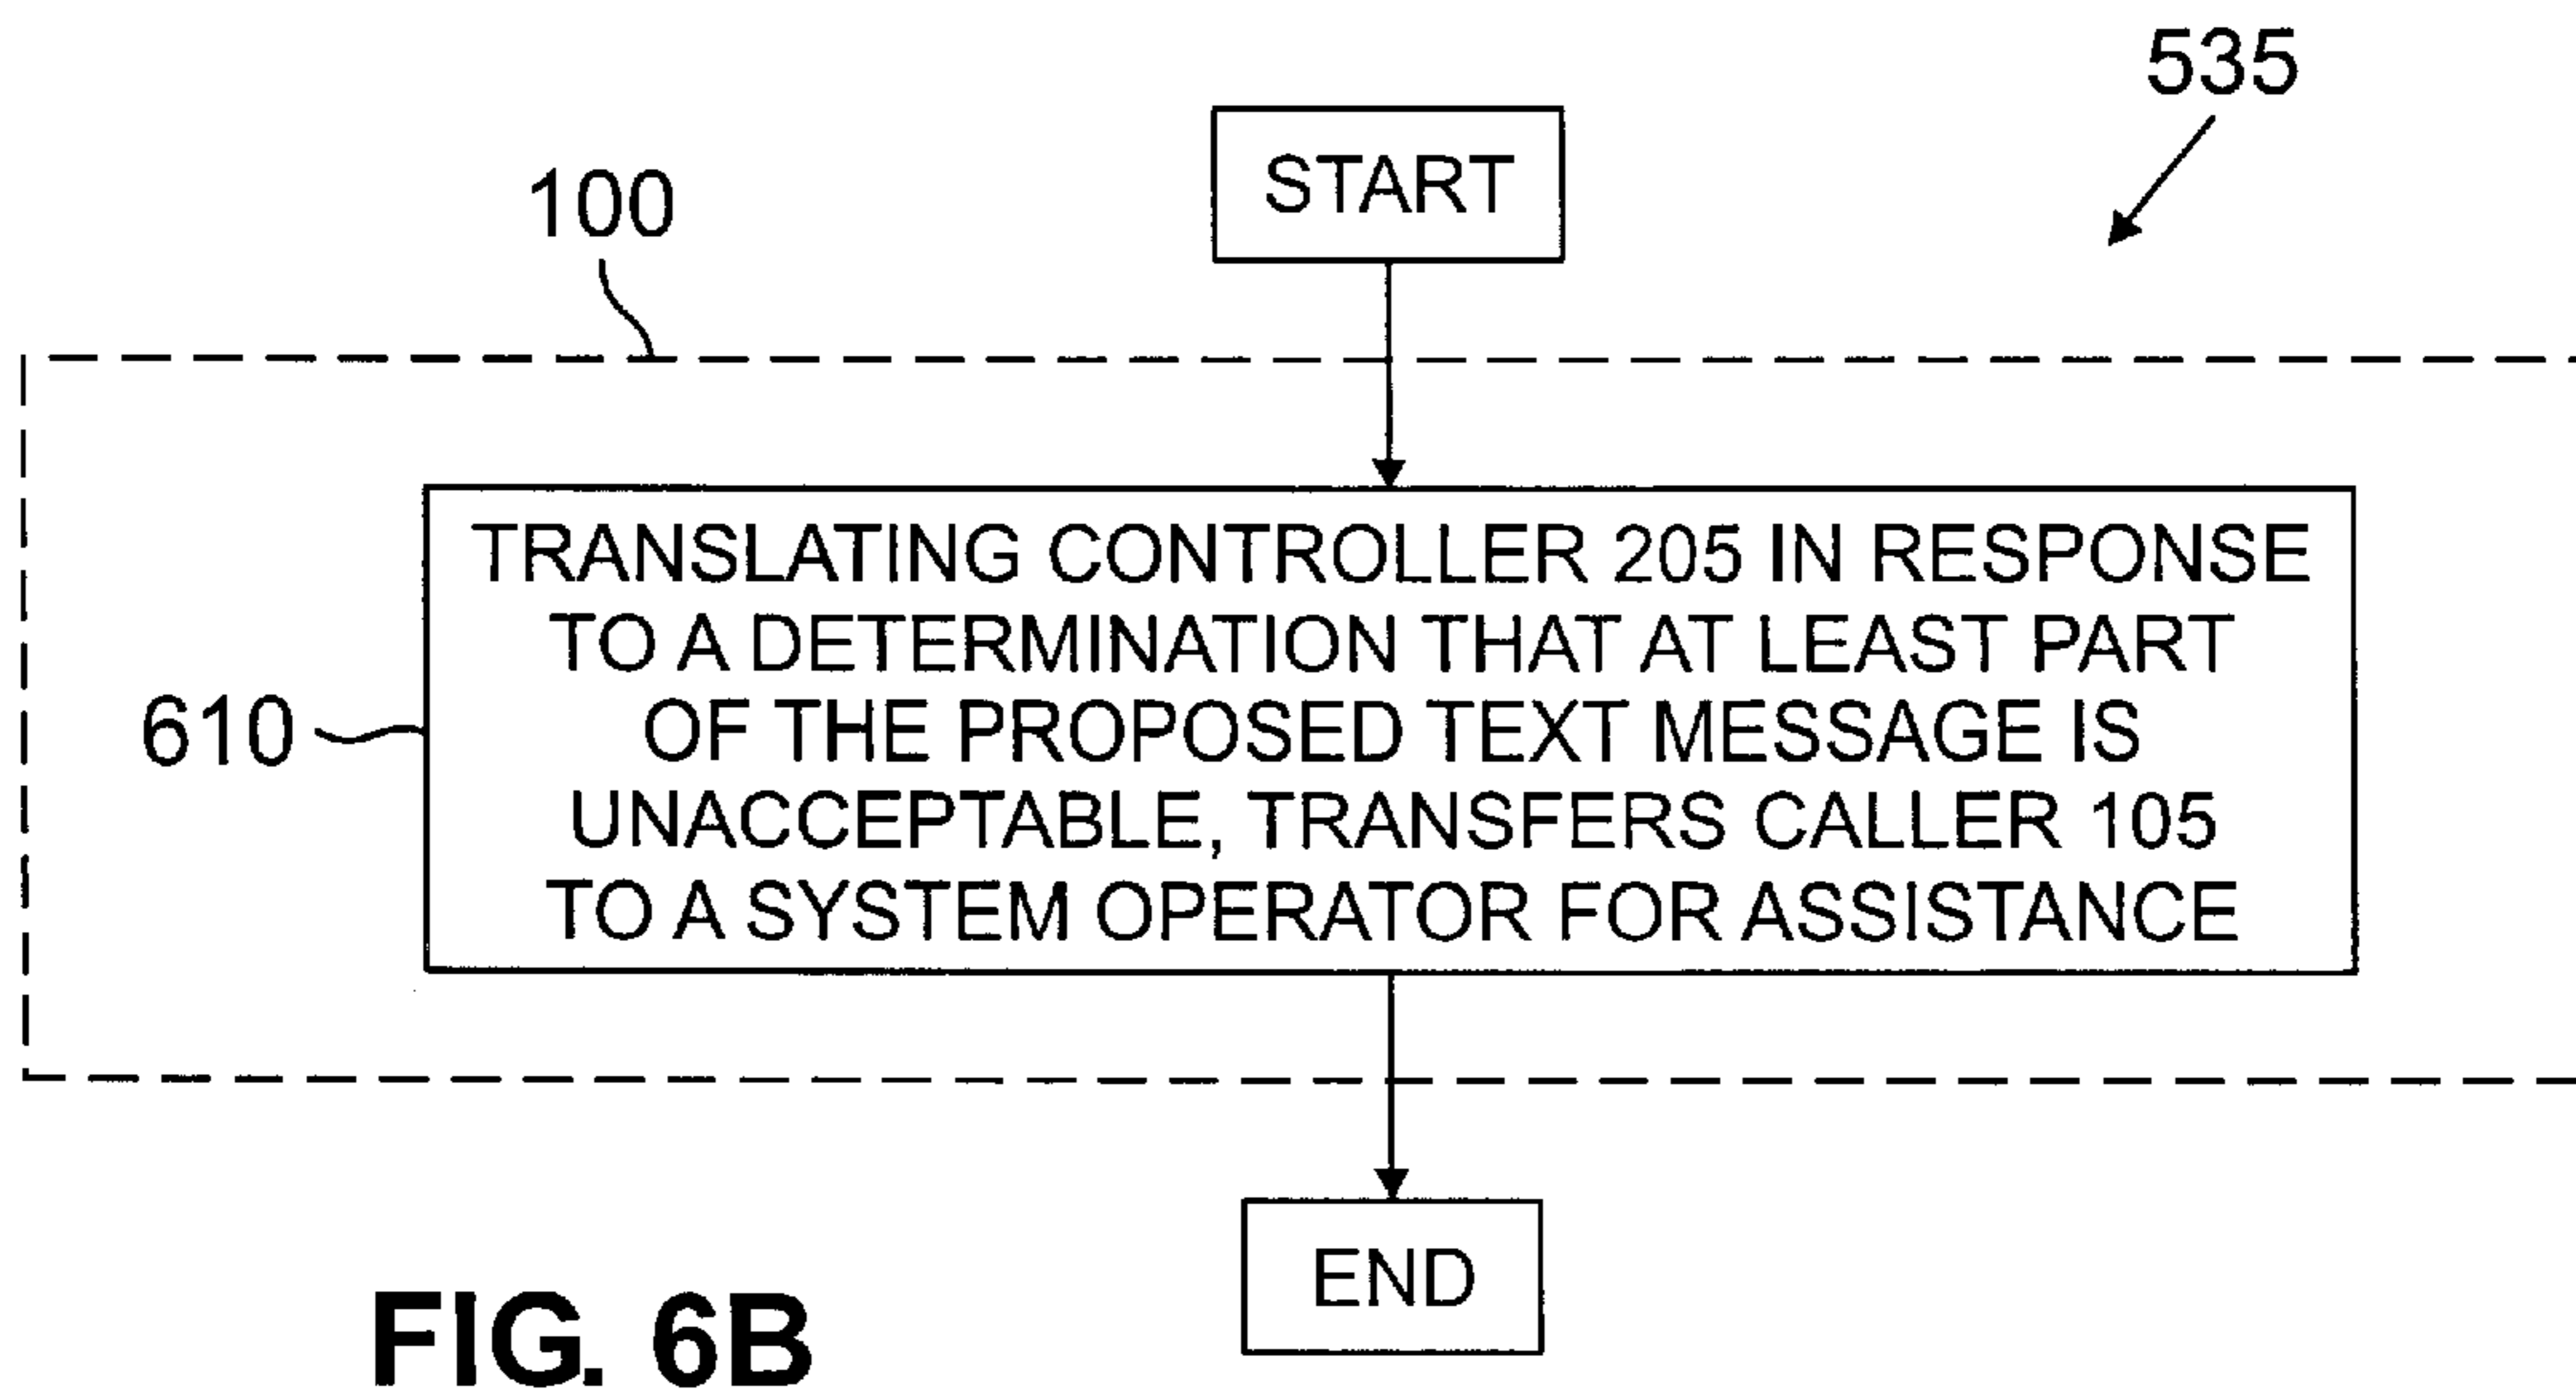 535
START
100
TRANSLATING CONTROLLER 205 IN RESPONSE
TO A DETERMINATION THAT AT LEAST PART
OF THE PROPOSED TEXT MESSAGE IS
UNACCEPTABLE, TRANSFERS CALLER 105
TO A SYSTEM OPERATOR FOR ASSISTANCE
610
END
FIG. 6B